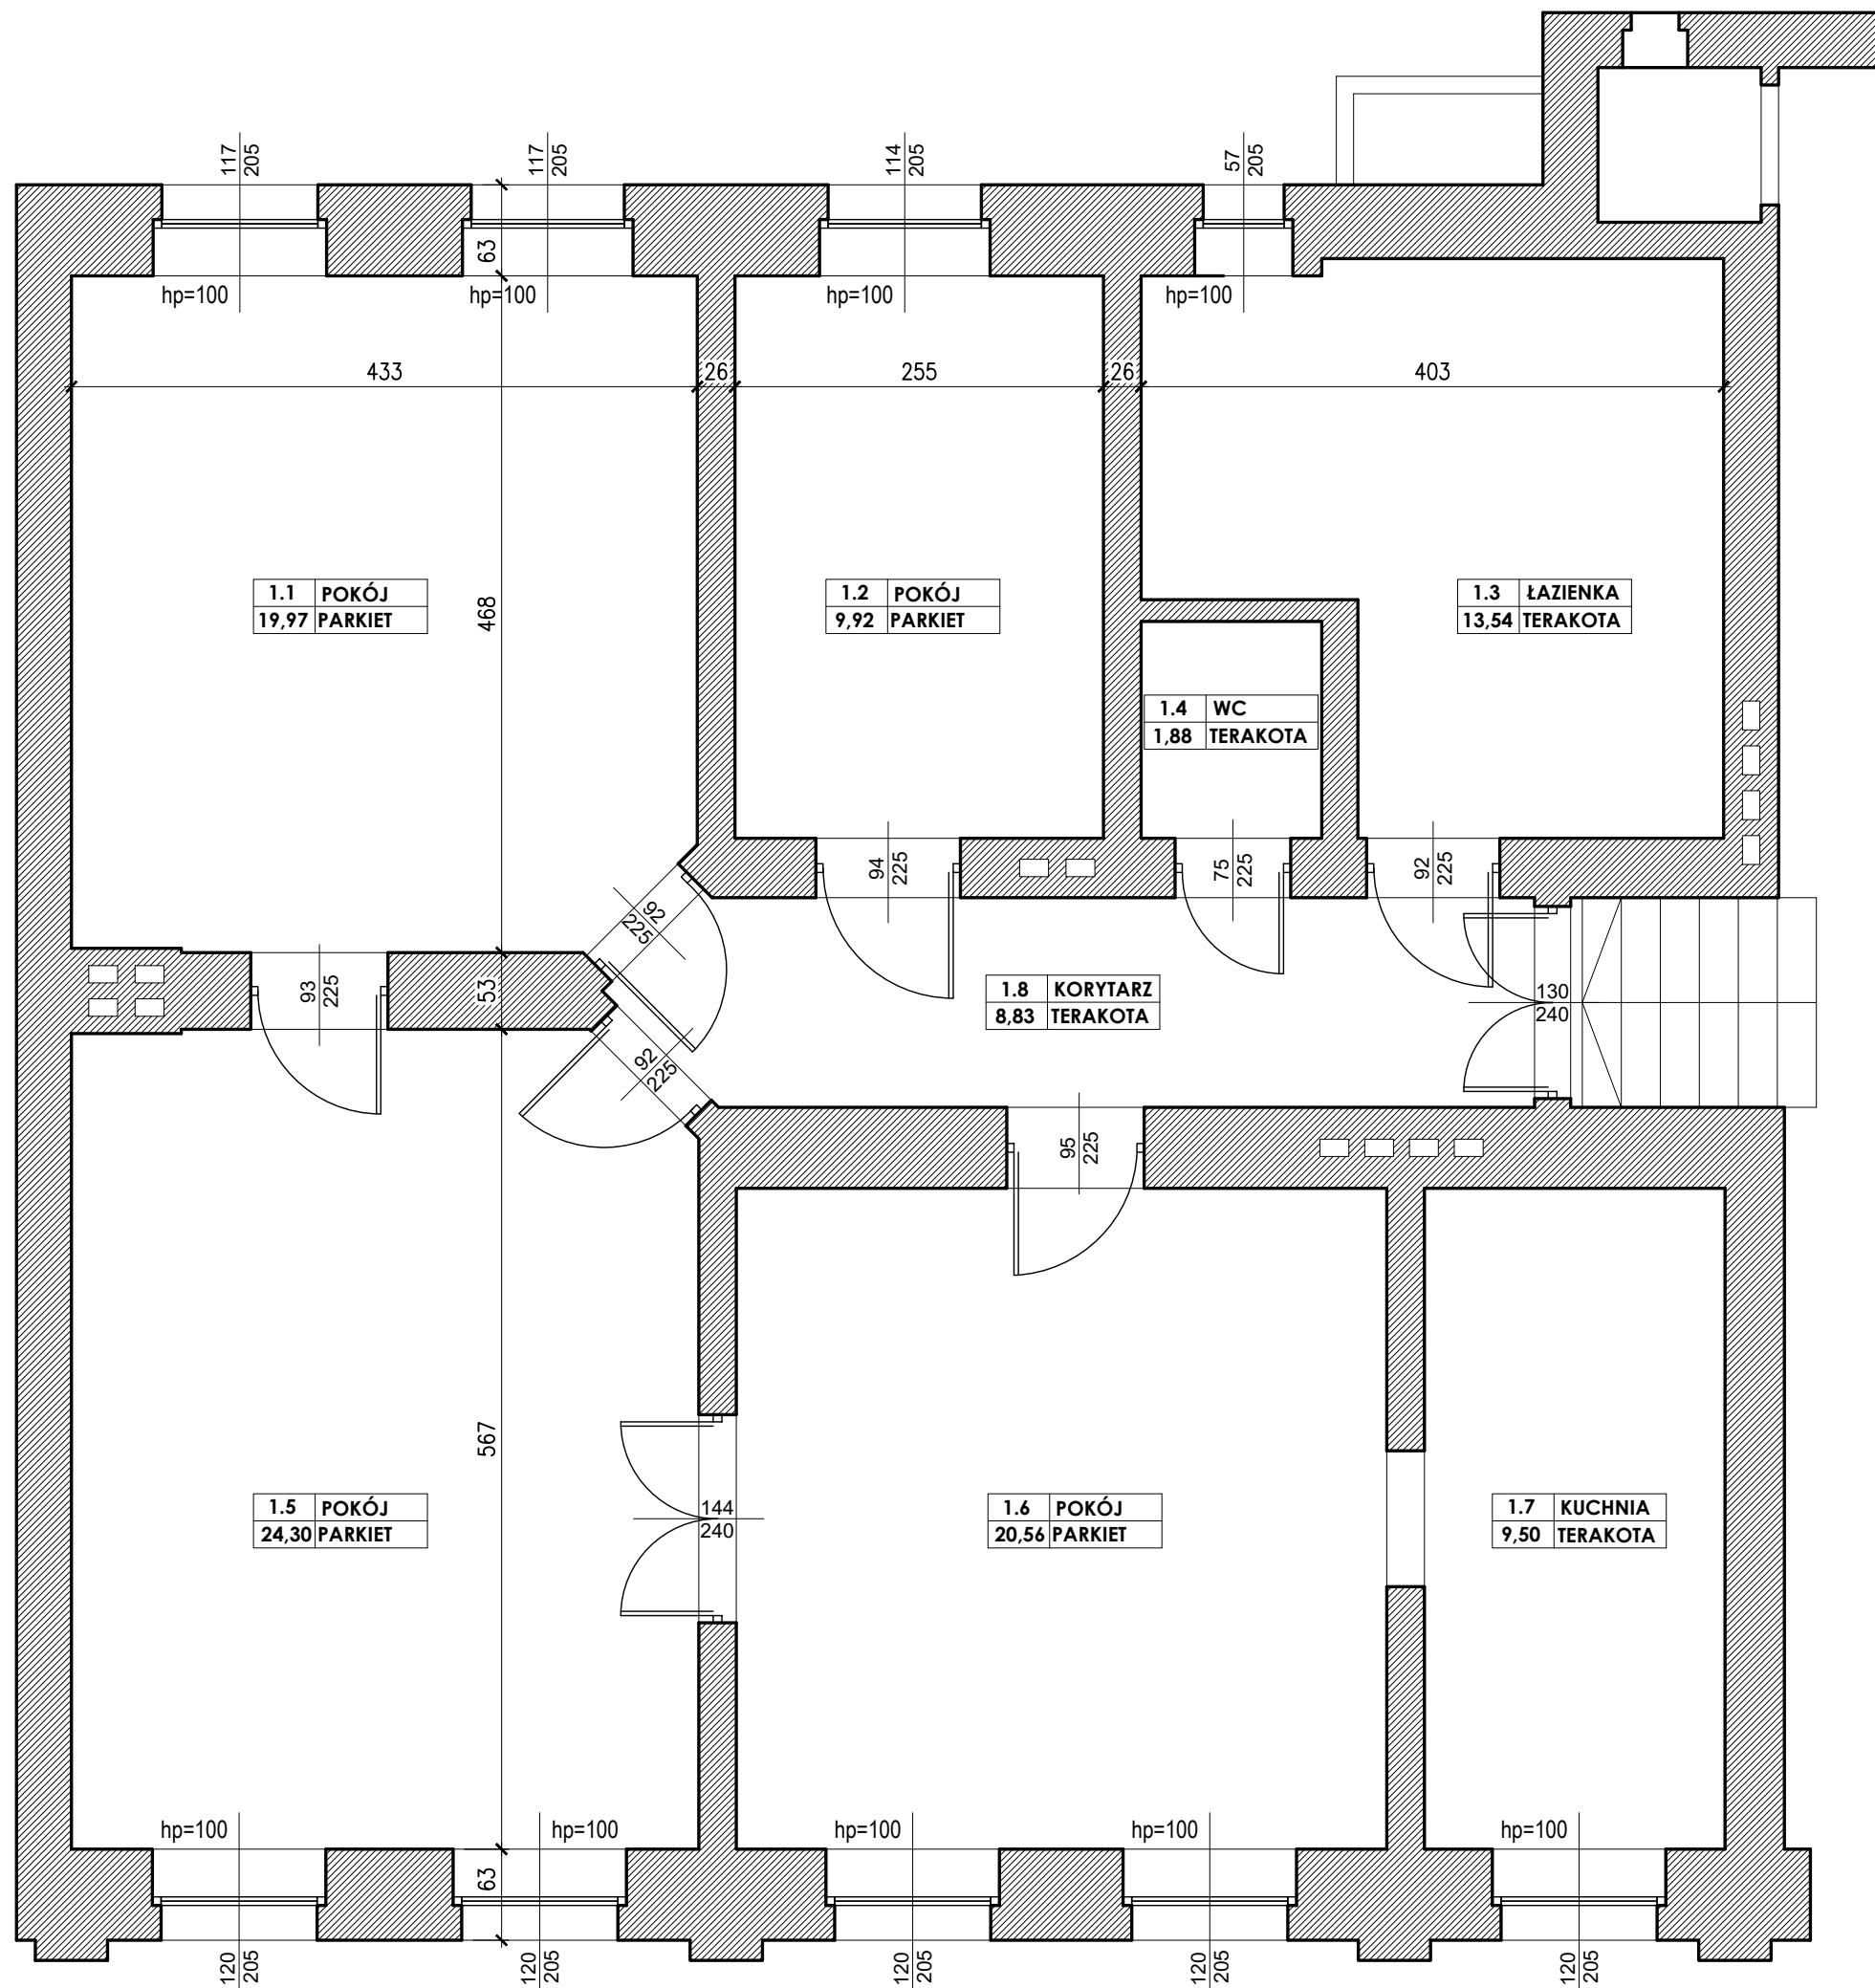 117
205
117
205
114
205
57
205
63
hp=100
hp=100
hp=100
hp=100
433
26
255
26
403
468
1.1 POKÓJ
19,97 PARKIET
1.2 POKÓJ
9,92 PARKIET
1.3 ŁAZIENKA
13,54 TERAKOTA
1.4 WC
1,88 TERAKOTA
94
225
75
225
92
225
92
225
93
225
53
1.8 KORYTARZ
8,83 TERAKOTA
130
240
92
225
95
225
567
1.5 POKÓJ
24,30 PARKIET
144
240
1.6 POKÓJ
20,56 PARKIET
1.7 KUCHNIA
9,50 TERAKOTA
hp=100
hp=100
hp=100
hp=100
hp=100
63
120
205
120
205
120
205
120
205
120
205